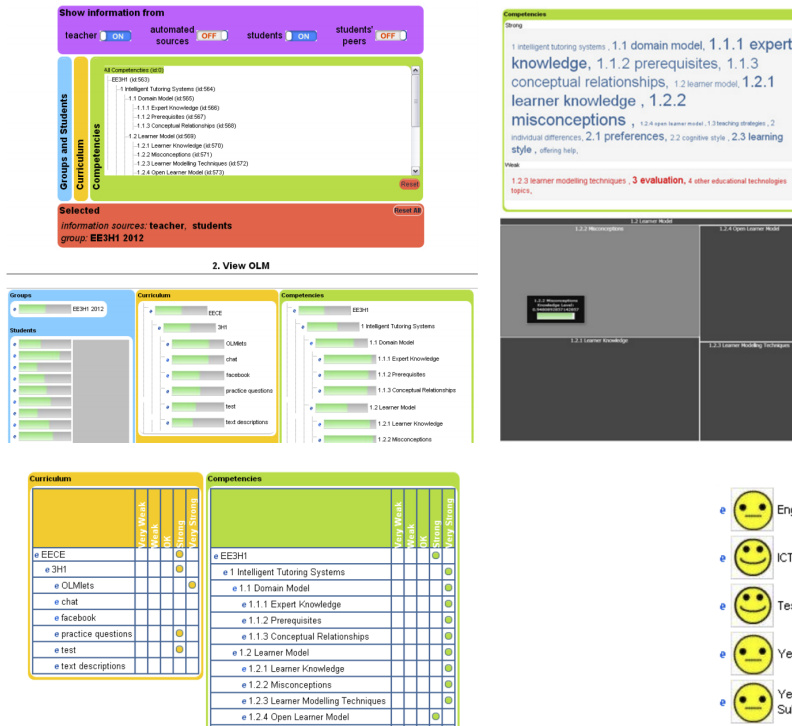 Show information from
teacher ON automated sources OFF students ON students' peers OFF
Groups and Students
Curriculum
Competencies
All Competencies (id:0)
EE3H1 (id:563)
1 Intelligent Tutoring Systems (id:564)
1.1 Domain Model (id:565)
1.1.1 Expert Knowledge (id:566)
1.1.2 Prerequisites (id:567)
1.1.3 Conceptual Relationships (id:568)
1.2 Learner Model (id:569)
1.2.1 Learner Knowledge (id:570)
1.2.2 Misconceptions (id:571)
1.2.3 Learner Modelling Techniques (id:572)
1.2.4 Open Learner Model (id:573)
Reset
Selected
Reset All
information sources: teacher, students
group: EE3H1 2012
Competencies
Strong
1 intelligent tutoring systems , 1.1 domain model, 1.1.1 expert
knowledge, 1.1.2 prerequisites, 1.1.3
conceptual relationships, 1.2 learner model, 1.2.1
learner knowledge , 1.2.2
misconceptions , 1.2.4 open learner model , 1.3 teaching strategies , 2
individual differences, 2.1 preferences, 2.2 cognitive style , 2.3 learning
style , offering help,
Weak
1.2.3 learner modelling techniques , 3 evaluation, 4 other educational technologies
topics,
2. View OLM
Groups
e EE3H1 2012
Students
e
e
e
e
e
e
e
e
e
Curriculum
e EECE
e 3H1
e OLMlets
e chat
e facebook
e practice questions
e test
e text descriptions
Competencies
e EE3H1
e 1 Intelligent Tutoring Systems
e 1.1 Domain Model
e 1.1.1 Expert Knowledge
e 1.1.2 Prerequisites
e 1.1.3 Conceptual Relationships
e 1.2 Learner Model
e 1.2.1 Learner Knowledge
e 1.2.2 Misconceptions
1.2 Learner Model
1.2.2 Misconceptions
1.2.4 Open Learner Model
1.2.2 Misconceptions
Knowledge Level:
1.2.1 Learner Knowledge
1.2.3 Learner Modelling Techniques
Curriculum
Very Weak
Weak
OK
Strong
Very Strong
e EECE
e 3H1
e OLMlets
e chat
e facebook
e practice questions
e test
e text descriptions
Competencies
Very Weak
Weak
OK
Strong
Very Strong
e EE3H1
e 1 Intelligent Tutoring Systems
e 1.1 Domain Model
e 1.1.1 Expert Knowledge
e 1.1.2 Prerequisites
e 1.1.3 Conceptual Relationships
e 1.2 Learner Model
e 1.2.1 Learner Knowledge
e 1.2.2 Misconceptions
e 1.2.3 Learner Modelling Techniques
e 1.2.4 Open Learner Model
e Eng
e ICT
e Tes
e Ye
e Ye
Su